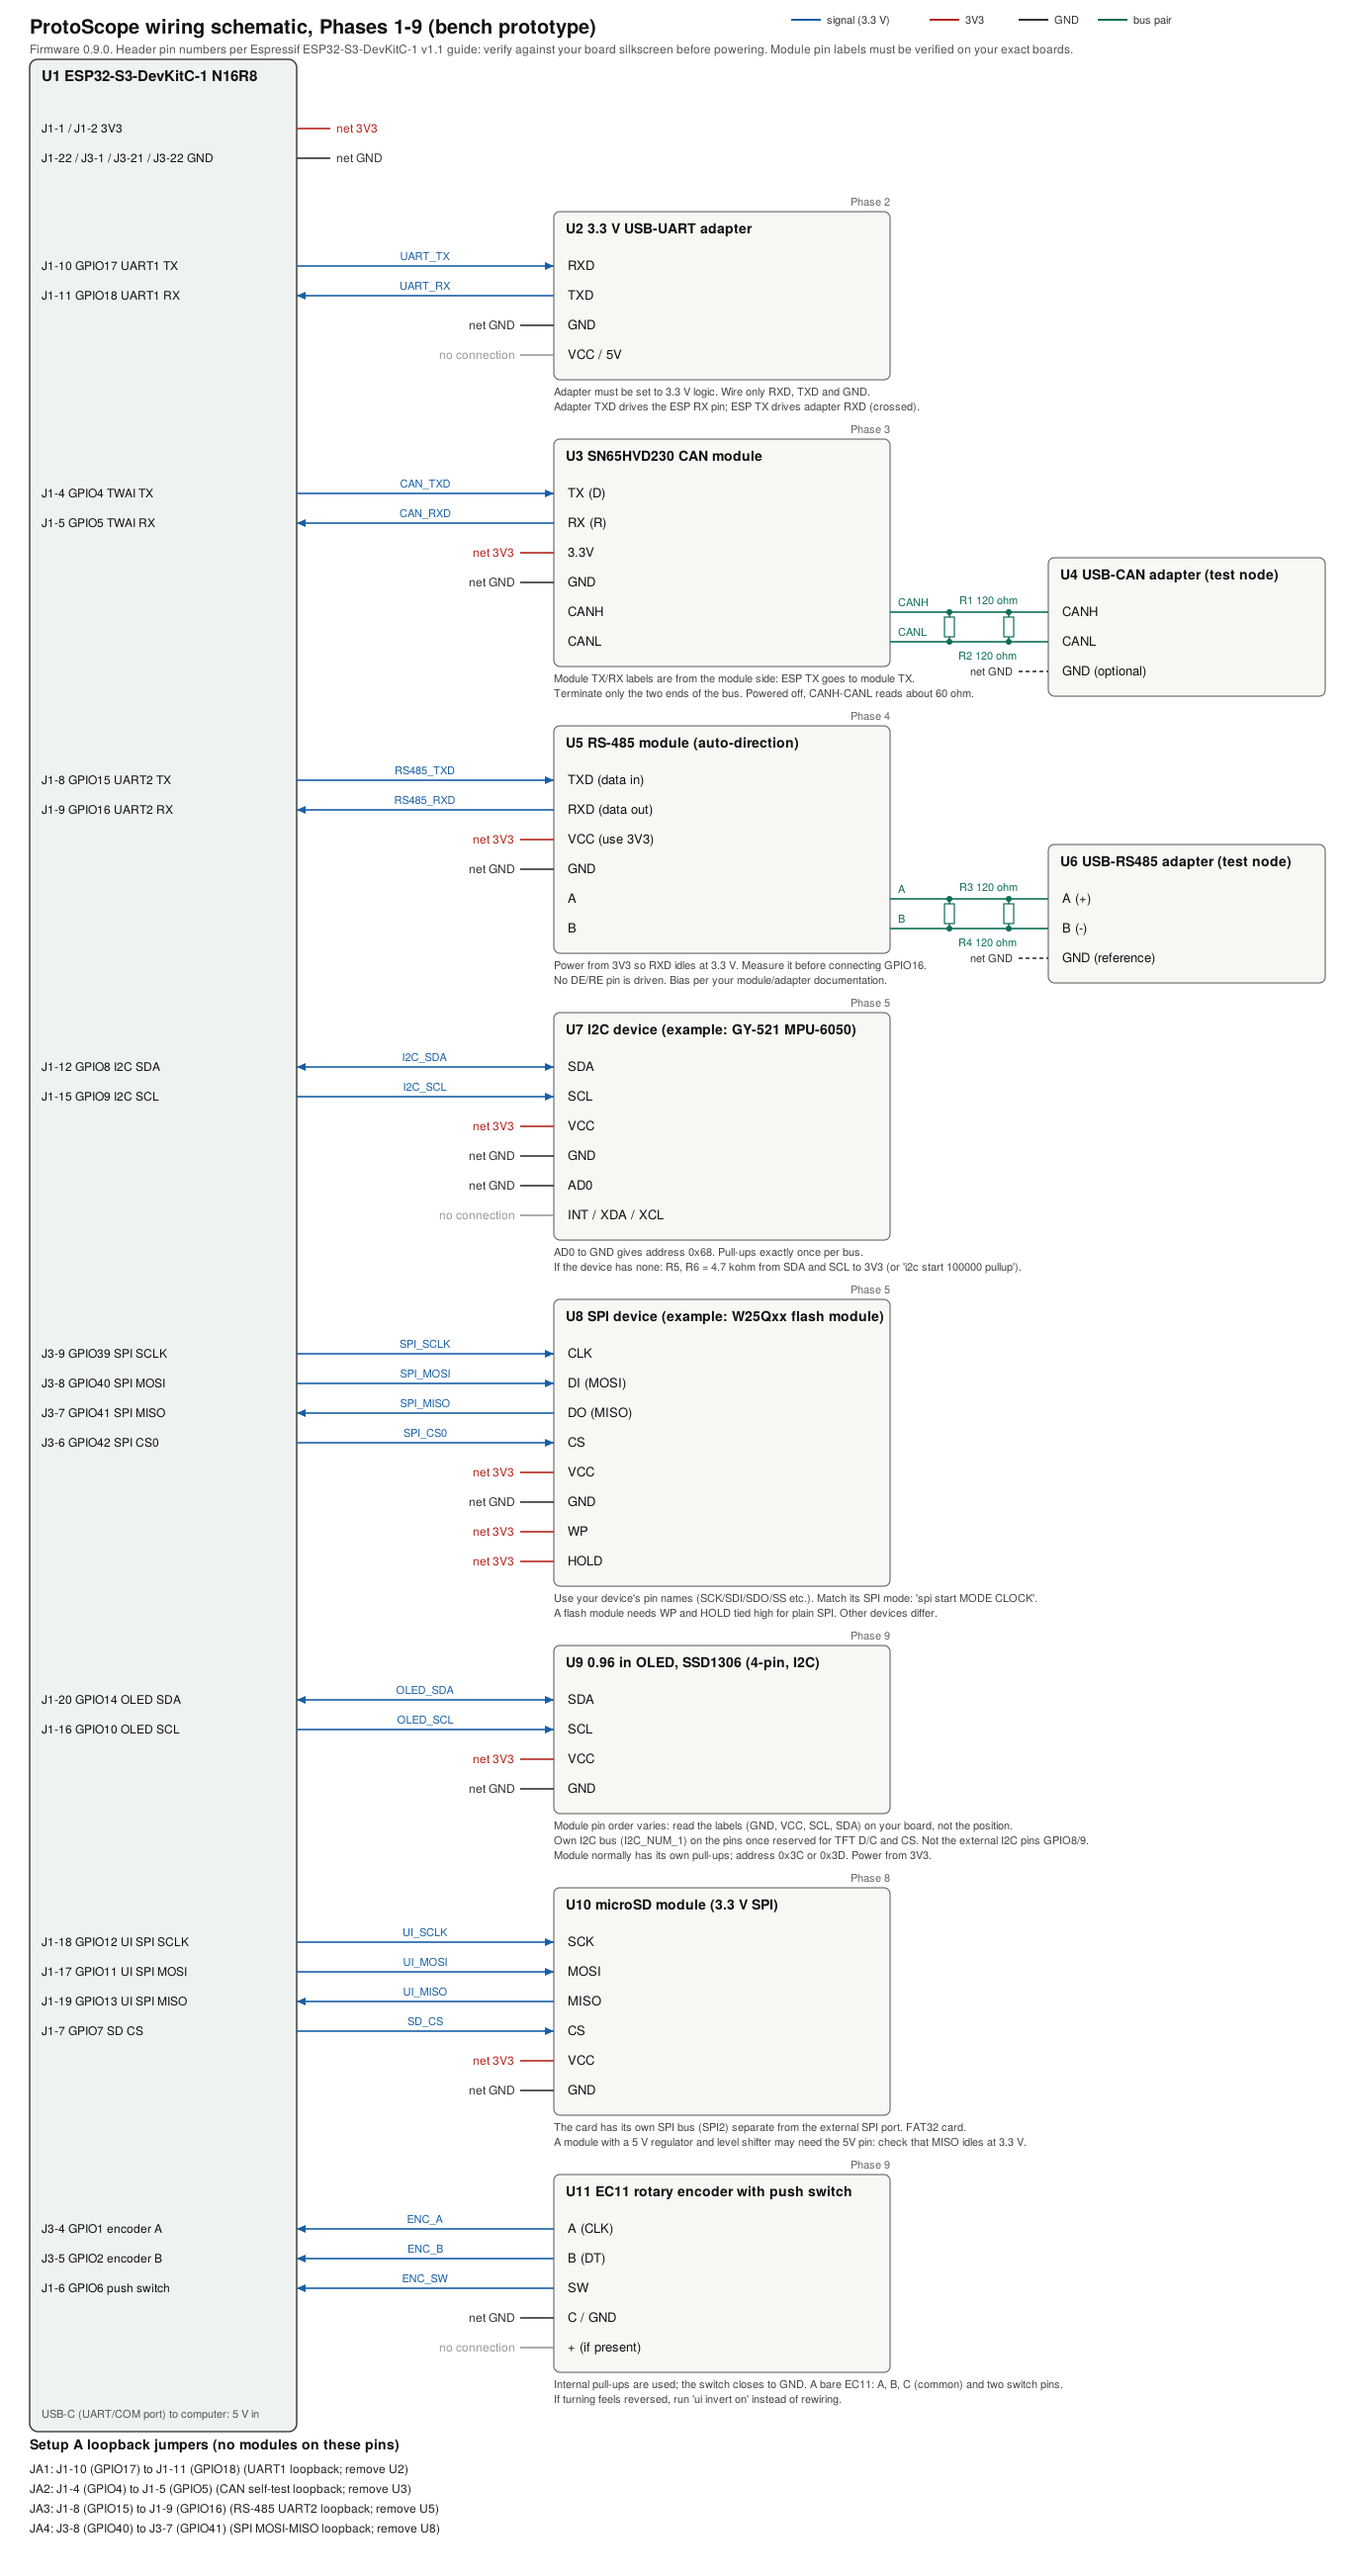 ProtoScope wiring schematic, Phases 1-9 (bench prototype)
signal (3.3 V)
3V3
GND
bus pair
Firmware 0.9.0. Header pin numbers per Espressif ESP32-S3-DevKitC-1 v1.1 guide: verify against your board silkscreen before powering. Module pin labels must be verified on your exact boards.
U1 ESP32-S3-DevKitC-1 N16R8
J1-1 / J1-2 3V3
net 3V3
J1-22 / J3-1 / J3-21 / J3-22 GND
net GND
Phase 2
U2 3.3 V USB-UART adapter
J1-10 GPIO17 UART1 TX
UART_TX
RXD
J1-11 GPIO18 UART1 RX
UART_RX
TXD
net GND
GND
no connection
VCC / 5V
Adapter must be set to 3.3 V logic. Wire only RXD, TXD and GND.
Adapter TXD drives the ESP RX pin; ESP TX drives adapter RXD (crossed).
Phase 3
U3 SN65HVD230 CAN module
J1-4 GPIO4 TWAI TX
CAN_TXD
TX (D)
J1-5 GPIO5 TWAI RX
CAN_RXD
RX (R)
net 3V3
3.3V
net GND
GND
CANH
CANL
CANH
R1 120 ohm
CANL
R2 120 ohm
U4 USB-CAN adapter (test node)
CANH
CANL
net GND
GND (optional)
Module TX/RX labels are from the module side: ESP TX goes to module TX.
Terminate only the two ends of the bus. Powered off, CANH-CANL reads about 60 ohm.
Phase 4
U5 RS-485 module (auto-direction)
J1-8 GPIO15 UART2 TX
RS485_TXD
TXD (data in)
J1-9 GPIO16 UART2 RX
RS485_RXD
RXD (data out)
net 3V3
VCC (use 3V3)
net GND
GND
A
B
A
R3 120 ohm
B
R4 120 ohm
U6 USB-RS485 adapter (test node)
A (+)
B (-)
net GND
GND (reference)
Power from 3V3 so RXD idles at 3.3 V. Measure it before connecting GPIO16.
No DE/RE pin is driven. Bias per your module/adapter documentation.
Phase 5
U7 I2C device (example: GY-521 MPU-6050)
J1-12 GPIO8 I2C SDA
I2C_SDA
SDA
J1-15 GPIO9 I2C SCL
I2C_SCL
SCL
net 3V3
VCC
net GND
GND
net GND
AD0
no connection
INT / XDA / XCL
AD0 to GND gives address 0x68. Pull-ups exactly once per bus.
If the device has none: R5, R6 = 4.7 kohm from SDA and SCL to 3V3 (or 'i2c start 100000 pullup').
Phase 5
U8 SPI device (example: W25Qxx flash module)
J3-9 GPIO39 SPI SCLK
SPI_SCLK
CLK
J3-8 GPIO40 SPI MOSI
SPI_MOSI
DI (MOSI)
J3-7 GPIO41 SPI MISO
SPI_MISO
DO (MISO)
J3-6 GPIO42 SPI CS0
SPI_CS0
CS
net 3V3
VCC
net GND
GND
net 3V3
WP
net 3V3
HOLD
Use your device's pin names (SCK/SDI/SDO/SS etc.). Match its SPI mode: 'spi start MODE CLOCK'.
A flash module needs WP and HOLD tied high for plain SPI. Other devices differ.
Phase 9
U9 0.96 in OLED, SSD1306 (4-pin, I2C)
J1-20 GPIO14 OLED SDA
OLED_SDA
SDA
J1-16 GPIO10 OLED SCL
OLED_SCL
SCL
net 3V3
VCC
net GND
GND
Module pin order varies: read the labels (GND, VCC, SCL, SDA) on your board, not the position.
Own I2C bus (I2C_NUM_1) on the pins once reserved for TFT D/C and CS. Not the external I2C pins GPIO8/9.
Module normally has its own pull-ups; address 0x3C or 0x3D. Power from 3V3.
Phase 8
U10 microSD module (3.3 V SPI)
J1-18 GPIO12 UI SPI SCLK
UI_SCLK
SCK
J1-17 GPIO11 UI SPI MOSI
UI_MOSI
MOSI
J1-19 GPIO13 UI SPI MISO
UI_MISO
MISO
J1-7 GPIO7 SD CS
SD_CS
CS
net 3V3
VCC
net GND
GND
The card has its own SPI bus (SPI2) separate from the external SPI port. FAT32 card.
A module with a 5 V regulator and level shifter may need the 5V pin: check that MISO idles at 3.3 V.
Phase 9
U11 EC11 rotary encoder with push switch
J3-4 GPIO1 encoder A
ENC_A
A (CLK)
J3-5 GPIO2 encoder B
ENC_B
B (DT)
J1-6 GPIO6 push switch
ENC_SW
SW
net GND
C / GND
no connection
+ (if present)
Internal pull-ups are used; the switch closes to GND. A bare EC11: A, B, C (common) and two switch pins.
If turning feels reversed, run 'ui invert on' instead of rewiring.
USB-C (UART/COM port) to computer: 5 V in
Setup A loopback jumpers (no modules on these pins)
JA1: J1-10 (GPIO17) to J1-11 (GPIO18) (UART1 loopback; remove U2)
JA2: J1-4 (GPIO4) to J1-5 (GPIO5) (CAN self-test loopback; remove U3)
JA3: J1-8 (GPIO15) to J1-9 (GPIO16) (RS-485 UART2 loopback; remove U5)
JA4: J3-8 (GPIO40) to J3-7 (GPIO41) (SPI MOSI-MISO loopback; remove U8)